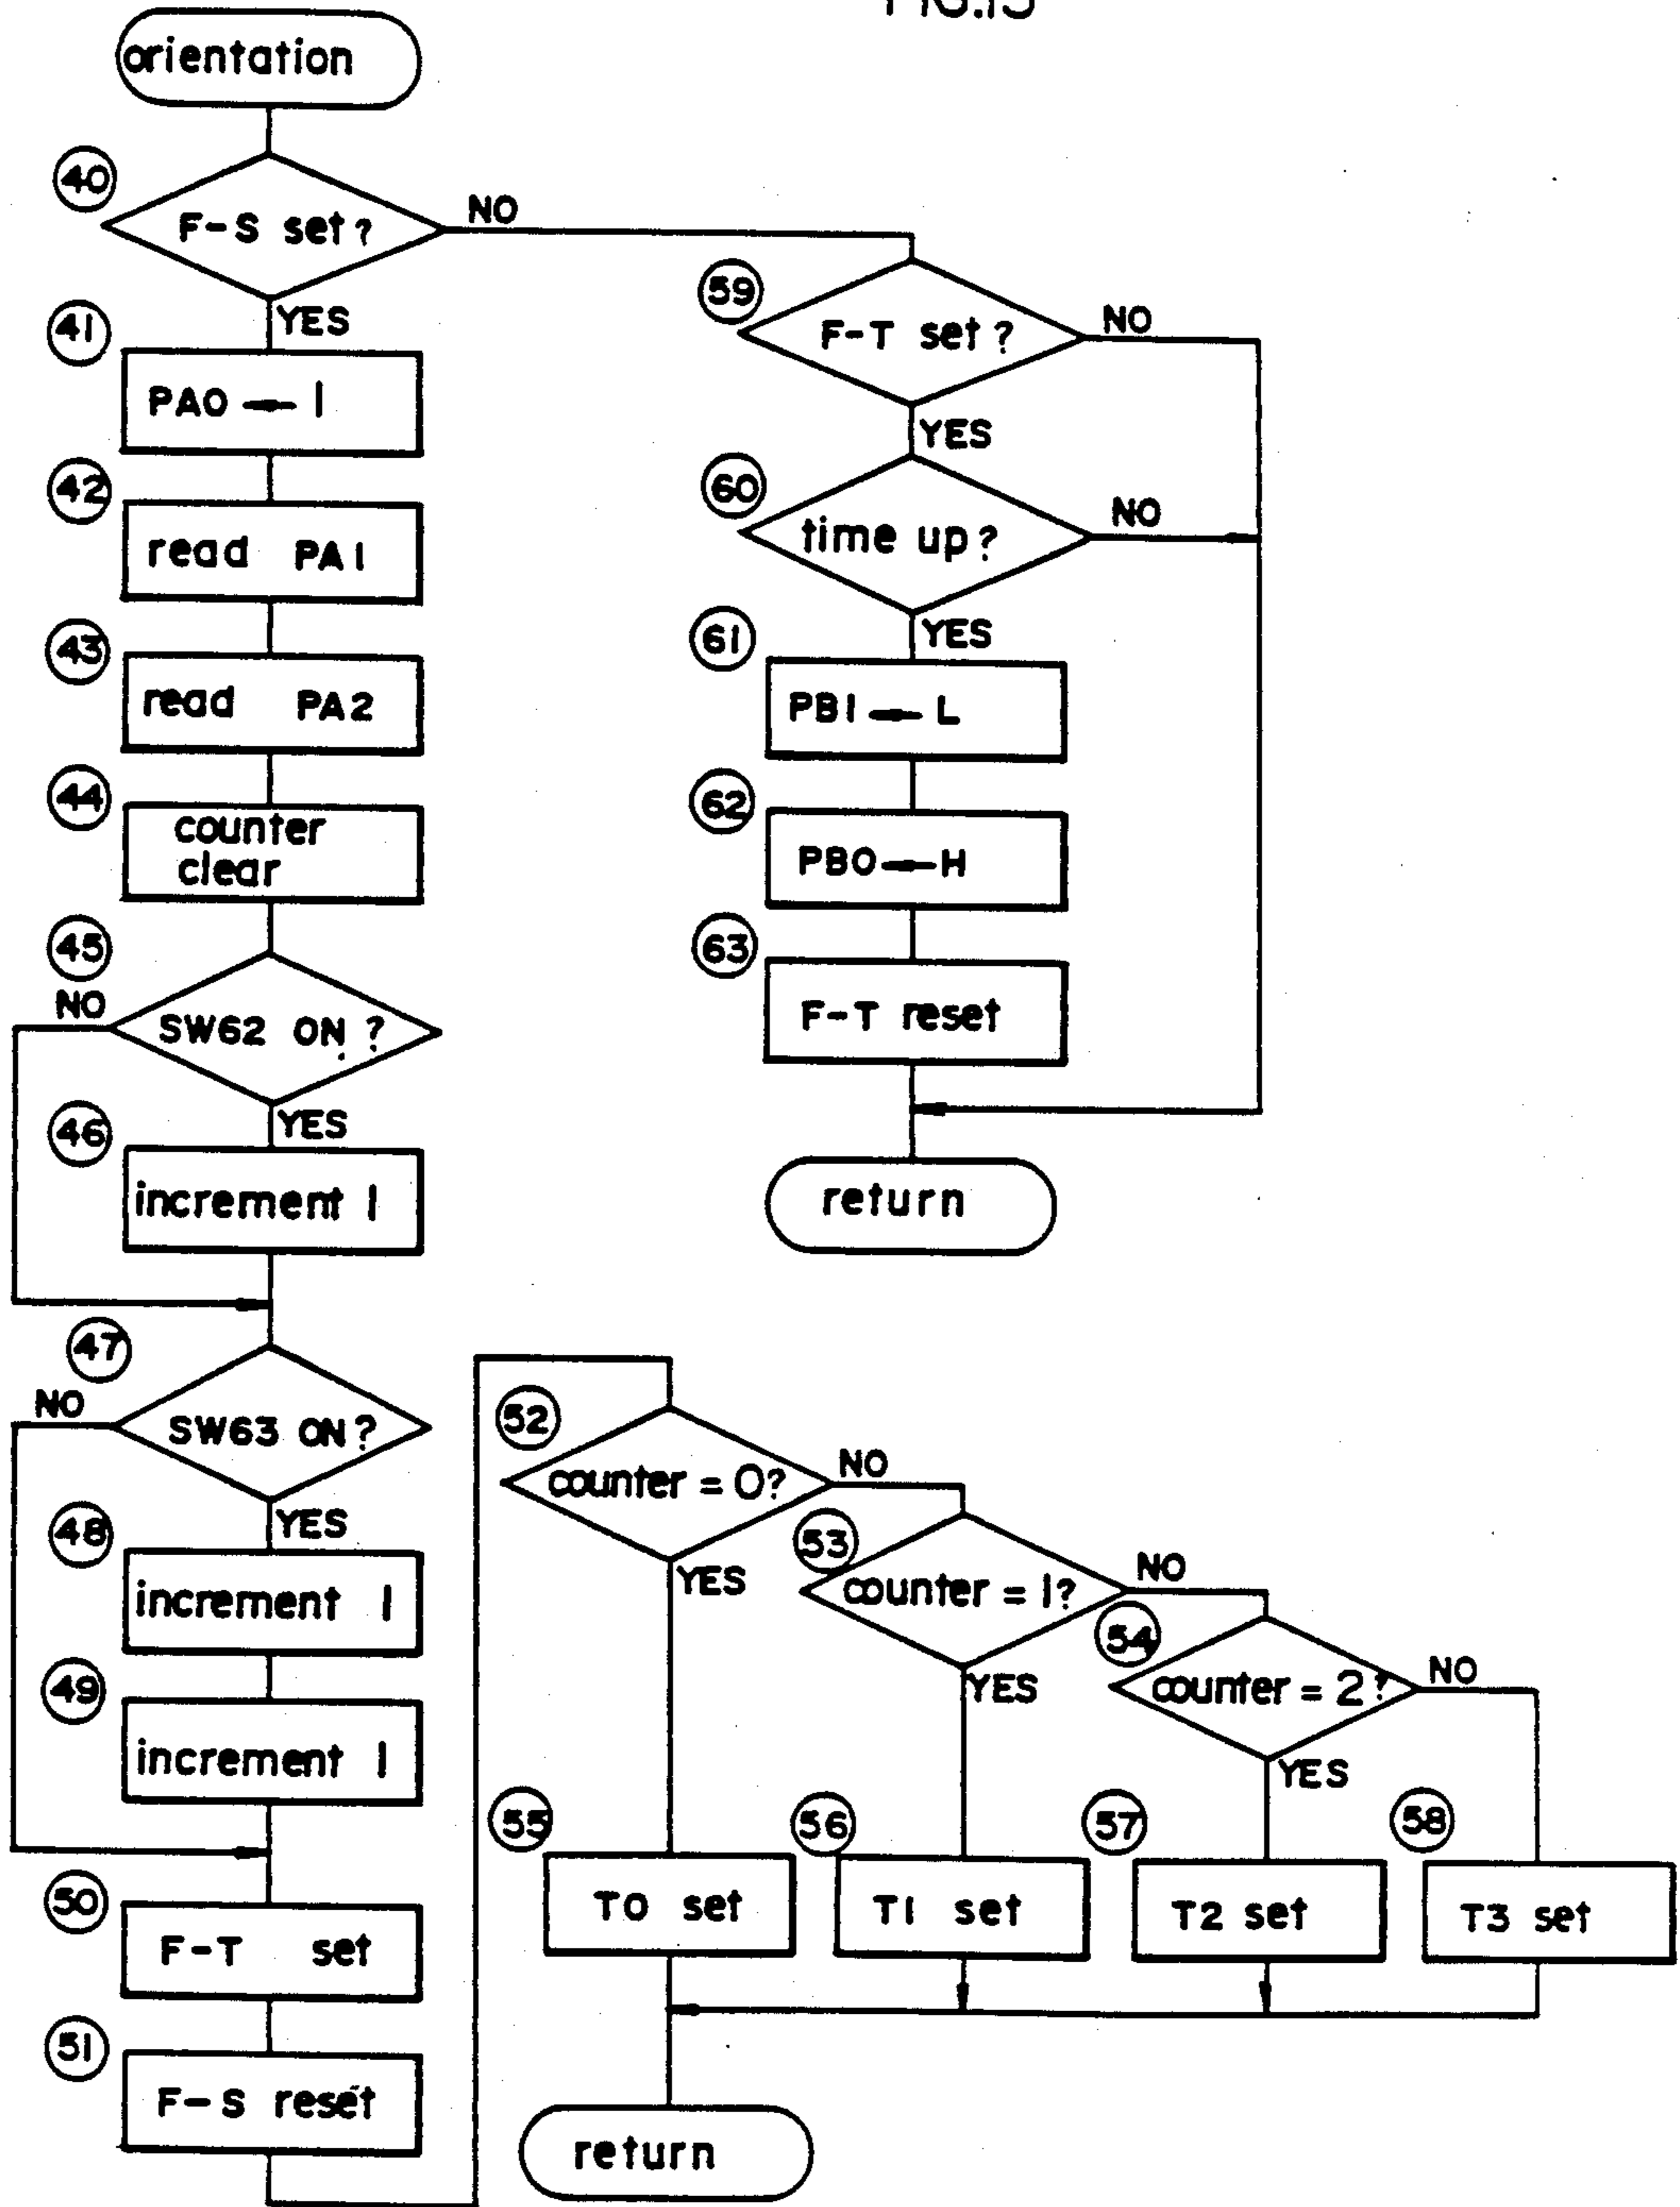 FIG.15
orientation
40
F-S set?
NO
YES
41
PA0 ← 1
42
read PA1
43
read PA2
44
counter
clear
45
NO
SW62 ON ?
YES
46
increment 1
47
NO
SW63 ON?
YES
48
increment 1
49
increment 1
50
F-T set
51
F-S reset
59
F-T set?
NO
YES
60
time up?
NO
YES
61
PB1 ← L
62
PB0 ← H
63
F-T reset
return
52
counter = 0?
NO
YES
53
counter = 1?
NO
YES
54
counter = 2?
NO
YES
55
T0 set
56
T1 set
57
T2 set
58
T3 set
return